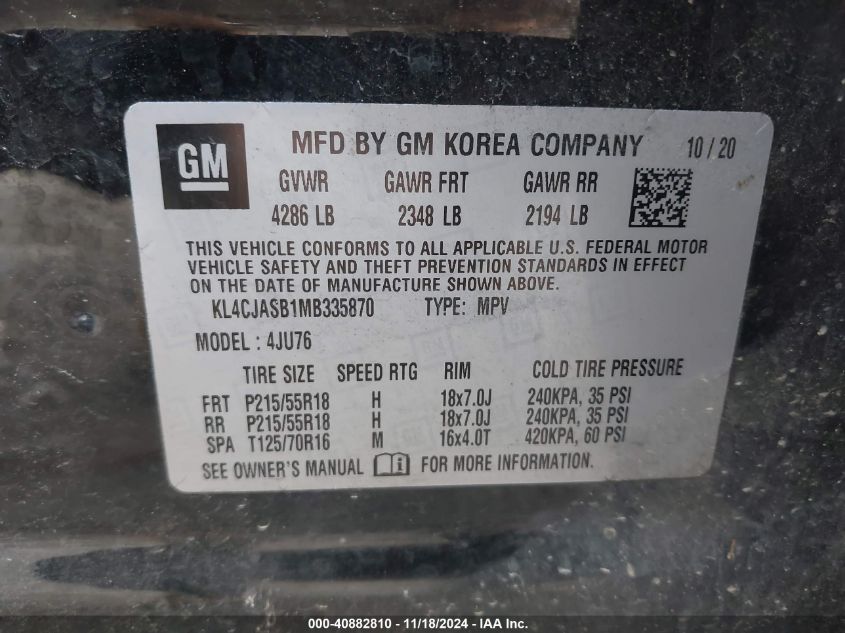 GM
MFD BY GM KOREA COMPANY 10/20
GVWR GAWR FRT GAWR RR
4286 LB 2348 LB 2194 LB
THIS VEHICLE CONFORMS TO ALL APPLICABLE U.S. FEDERAL MOTOR
VEHICLE SAFETY AND THEFT PREVENTION STANDARDS IN EFFECT
ON THE DATE OF MANUFACTURE SHOWN ABOVE.
KL4CJASB1MB335870 TYPE: MPV
MODEL: 4JU76
TIRE SIZE SPEED RTG RIM COLD TIRE PRESSURE
FRT P215/55R18 H 18x7.0J 240KPA, 35 PSI
RR P215/55R18 H 18x7.0J 240KPA, 35 PSI
SPA T125/70R16 M 16x4.0T 420KPA, 60 PSI
SEE OWNER'S MANUAL i FOR MORE INFORMATION.
000-40882810 - 11/18/2024 - IAA Inc.